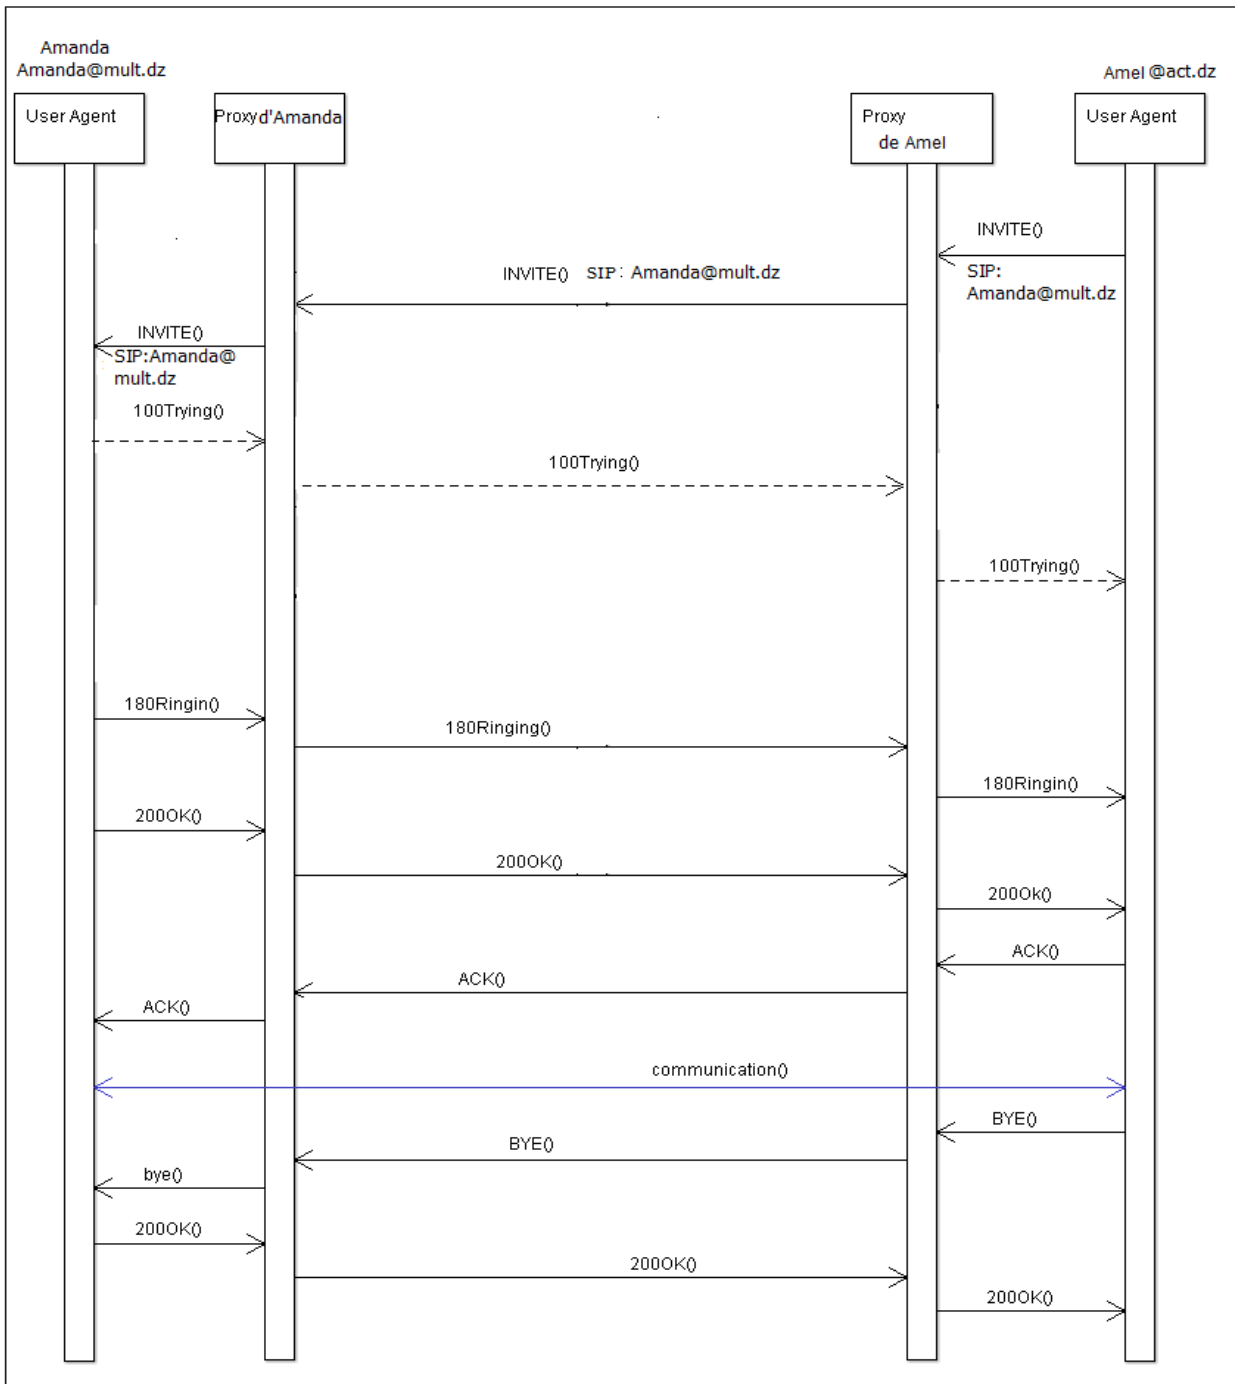 Amanda
Amanda@mult.dz
Amel @act.dz
User Agent
Proxy d'Amanda
Proxy
de Amel
User Agent
INVITE()
SIP:
Amanda@mult.dz
INVITE() SIP: Amanda@mult.dz
INVITE()
SIP:Amanda@
mult.dz
100Trying()
100Trying()
100Trying()
180Ringin()
180Ringing()
180Ringin()
200OK()
200OK()
200Ok()
ACK()
ACK()
ACK()
communication()
BYE()
BYE()
bye()
200OK()
200OK()
200OK()